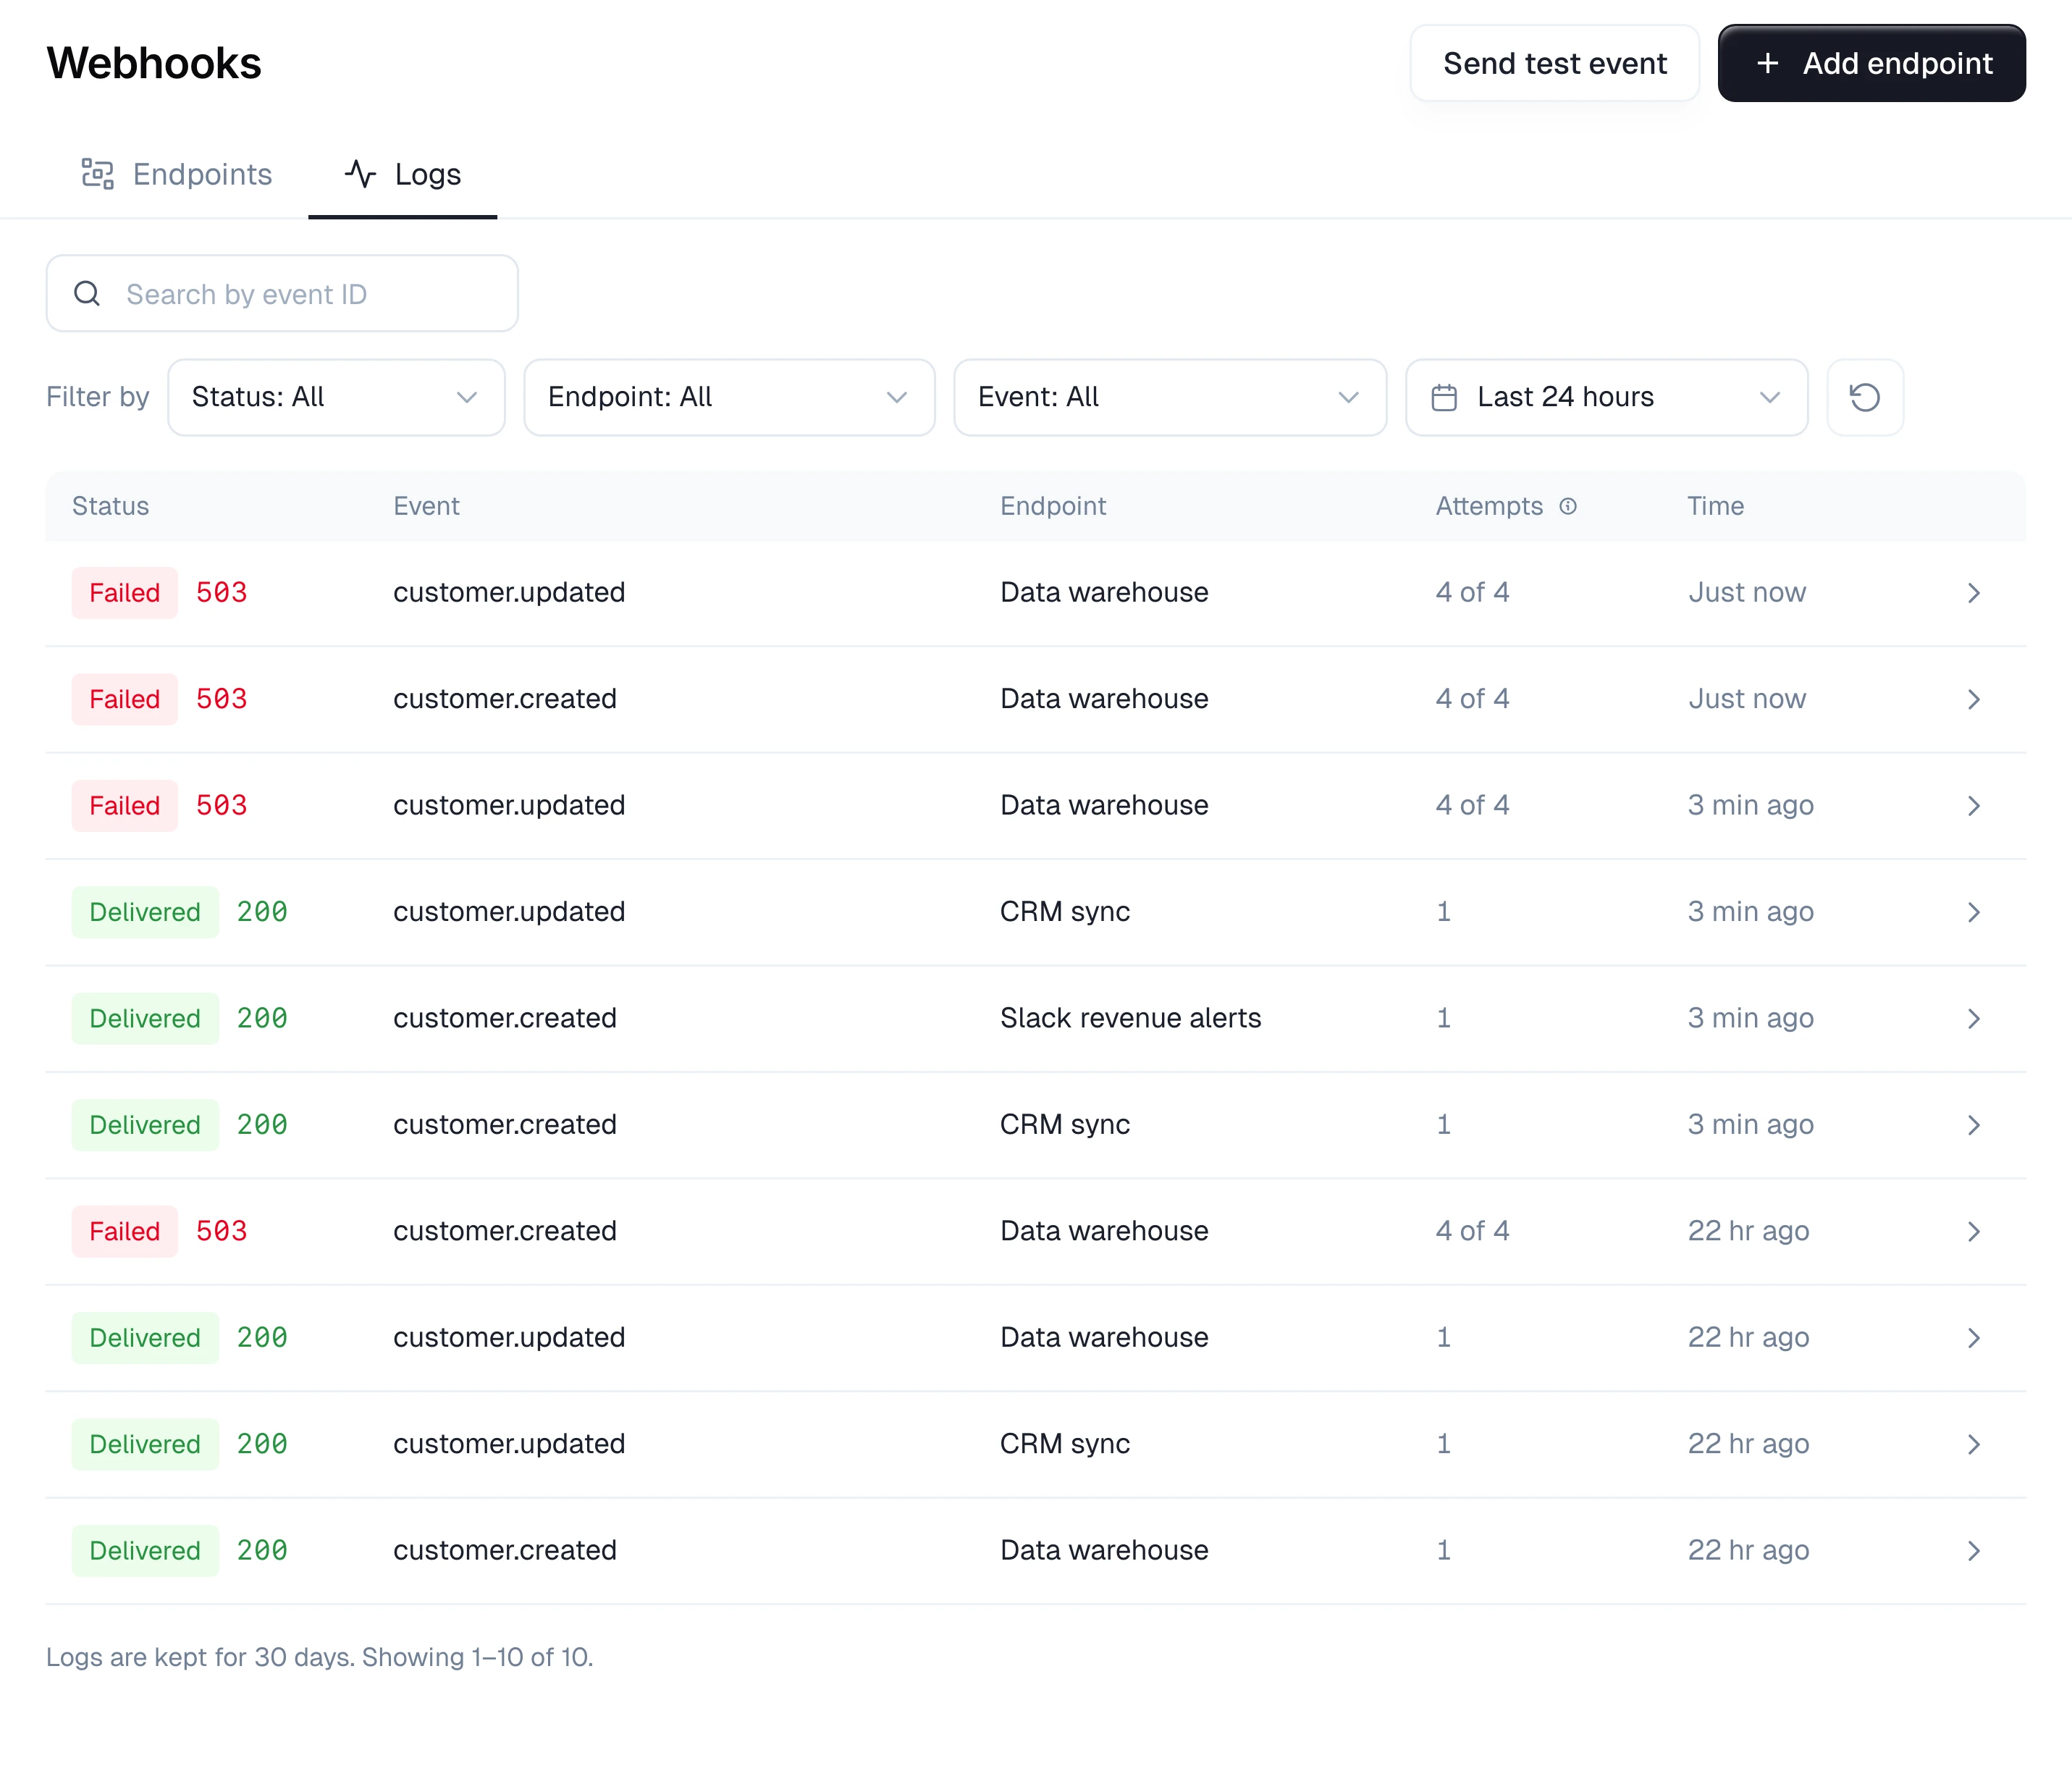 Webhooks
Send test event
Add endpoint
Endpoints
Logs
Search by event ID
Filter by
Status: All
Endpoint: All
Event: All
Last 24 hours
Status Event Endpoint Attempts Time
Failed 503 customer.updated Data warehouse 4 of 4 Just now
Failed 503 customer.created Data warehouse 4 of 4 Just now
Failed 503 customer.updated Data warehouse 4 of 4 3 min ago
Delivered 200 customer.updated CRM sync 1 3 min ago
Delivered 200 customer.created Slack revenue alerts 1 3 min ago
Delivered 200 customer.created CRM sync 1 3 min ago
Failed 503 customer.created Data warehouse 4 of 4 22 hr ago
Delivered 200 customer.updated Data warehouse 1 22 hr ago
Delivered 200 customer.updated CRM sync 1 22 hr ago
Delivered 200 customer.created Data warehouse 1 22 hr ago
Logs are kept for 30 days. Showing 1–10 of 10.